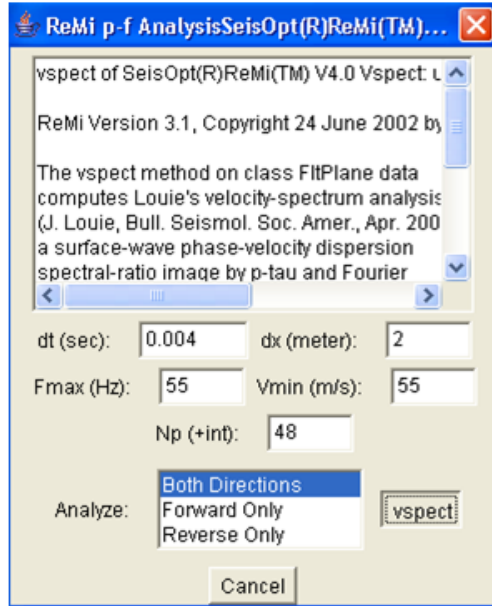 ReMi p-f AnalysisSeisOpt(R)ReMi(TM)...
vspect of SeisOpt(R)ReMi(TM) V4.0 Vspect: u
ReMi Version 3.1, Copyright 24 June 2002 by
The vspect method on class FltPlane data
computes Louie's velocity-spectrum analysis
(J. Louie, Bull. Seismol. Soc. Amer., Apr. 200
a surface-wave phase-velocity dispersion
spectral-ratio image by p-tau and Fourier
dt (sec): 0.004 dx (meter): 2
Fmax (Hz): 55 Vmin (m/s): 55
Np (+int): 48
Both Directions
Analyze: Forward Only vspect
Reverse Only
Cancel